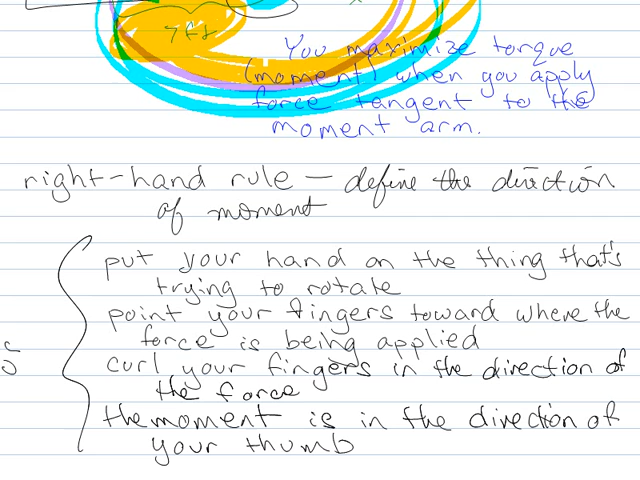 7ft
You maximize torque
(moment) when you apply
force tangent to the
moment arm.
right-hand rule — define the direction
of moment
put your hand on the thing that's
trying to rotate
point your fingers toward where the
force is being applied
curl your fingers in the direction of
the force
the moment is in the direction of
your thumb